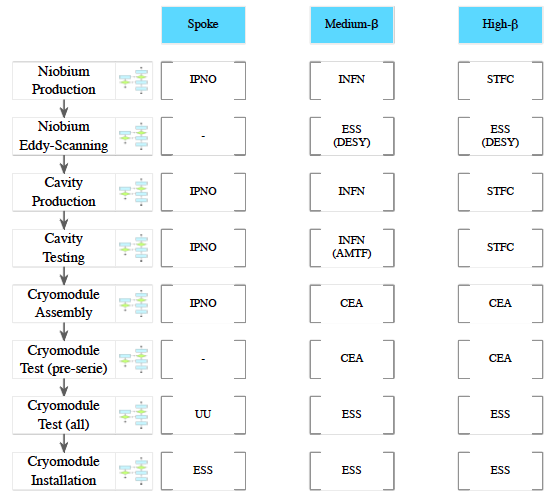 Spoke Medium-β High-β
Niobium
Production
IPNO INFN STFC
Niobium
Eddy-Scanning
- ESS
(DESY) ESS
(DESY)
Cavity
Production
IPNO INFN STFC
Cavity
Testing
IPNO INFN
(AMTF) STFC
Cryomodule
Assembly
IPNO CEA CEA
Cryomodule
Test (pre-serie)
- CEA CEA
Cryomodule
Test (all)
UU ESS ESS
Cryomodule
Installation
ESS ESS ESS